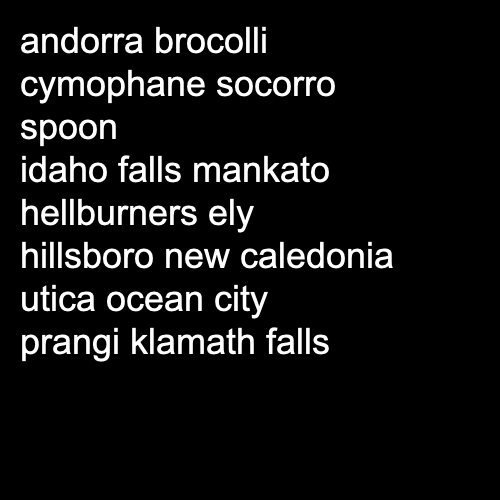 andorra brocolli
cymophane socorro
spoon
idaho falls mankato
hellburners ely
hillsboro new caledonia
utica ocean city
prangi klamath falls